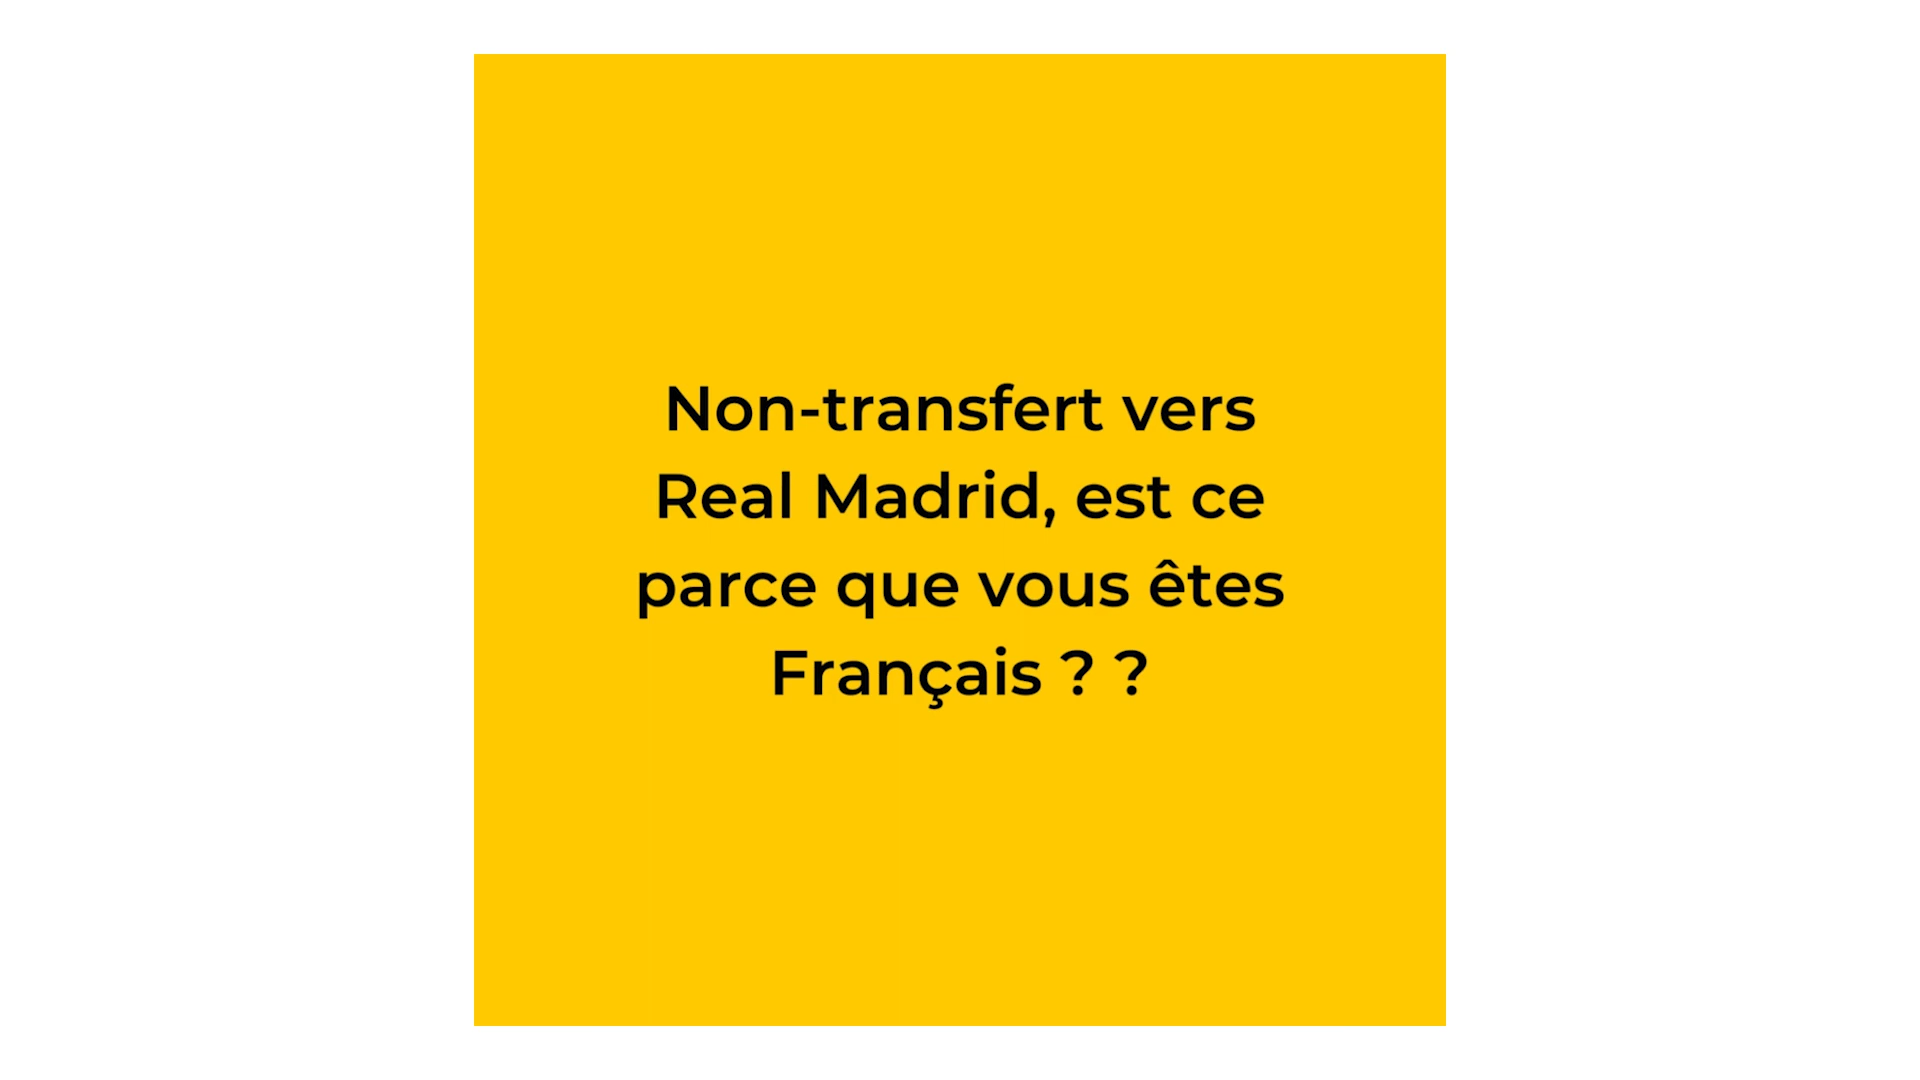 Non-transfert vers
Real Madrid, est ce
parce que vous êtes
Français ? ?